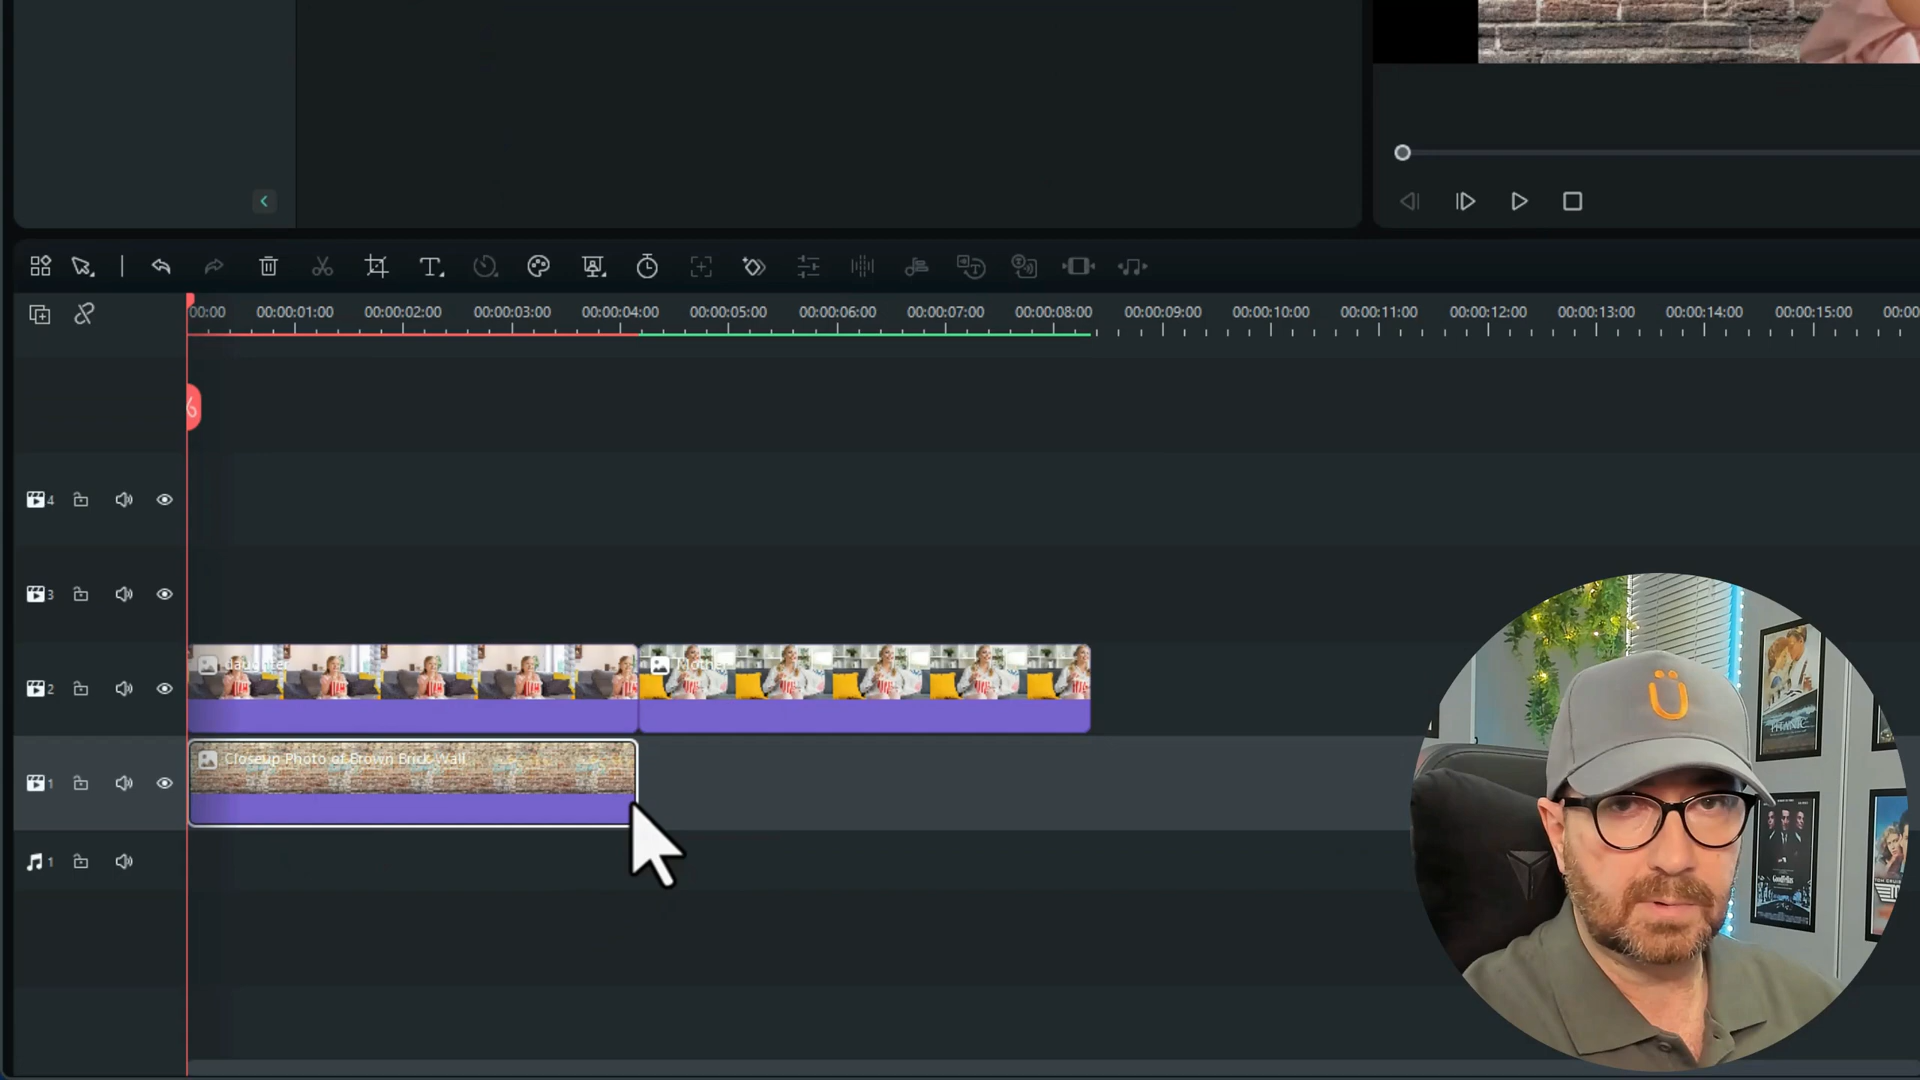 00:00 00:00:01:00 00:00:02:00 00:00:03:00 00:00:04:00 00:00:05:00 00:00:06:00 00:00:07:00 00:00:08:00 00:00:09:00 00:00:10:00 00:00:11:00 00:00:12:00 00:00:13:00 00:00:14:00 00:00:15:00 00:00
4
3
daughter Mother
2
Closeup Photo of Brown Brick Wall
1
1
Ü
TITANIC
Goodfellas
TOM CRUISE